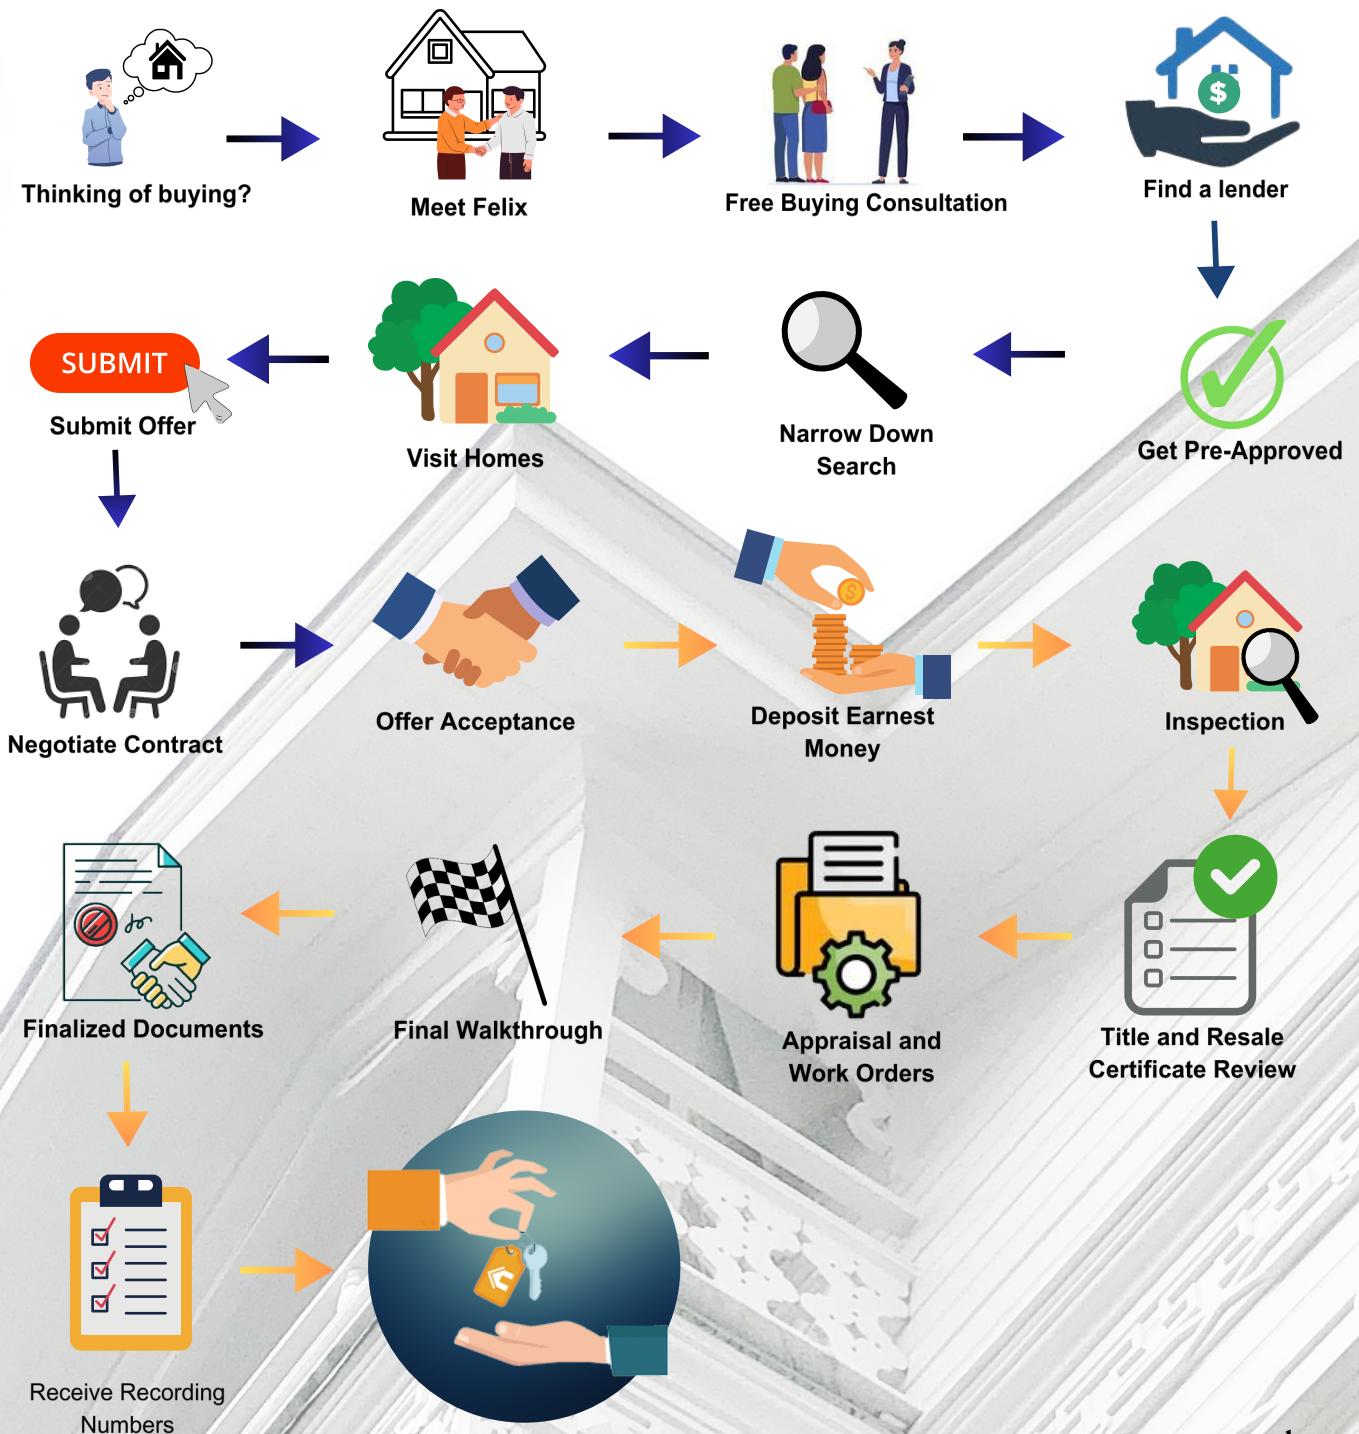 Thinking of buying?
Meet Felix
Free Buying Consultation
$
Find a lender
SUBMIT
Submit Offer
Visit Homes
Narrow Down
Search
Get Pre-Approved
Negotiate Contract
Offer Acceptance
$
Deposit Earnest
Money
Inspection
Finalized Documents
Final Walkthrough
Appraisal and
Work Orders
Title and Resale
Certificate Review
Receive Recording
Numbers